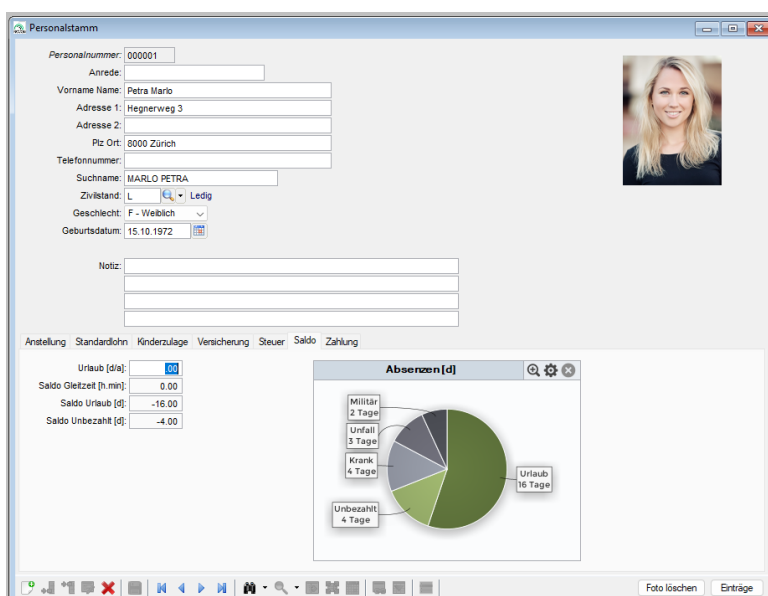 Personalstamm
Personalnummer: 000001
Anrede:
Vorname Name: Petra Marlo
Adresse 1: Hegnerweg 3
Adresse 2:
Plz Ort: 8000 Zürich
Telefonnummer:
Suchname: MARLO PETRA
Zivilstand: L Ledig
Geschlecht: F - Weiblich
Geburtsdatum: 15.10.1972
Notiz:
Anstellung Standardlohn Kinderzulage Versicherung Steuer Saldo Zahlung
Urlaub [d/a]: .00
Saldo Gleitzeit [h.min]: 0.00
Saldo Urlaub [d]: -16.00
Saldo Unbezahlt [d]: -4.00
Absenzen [d]
Militär
2 Tage
Unfall
3 Tage
Krank
4 Tage
Urlaub
16 Tage
Unbezahlt
4 Tage
Foto löschen Einträge